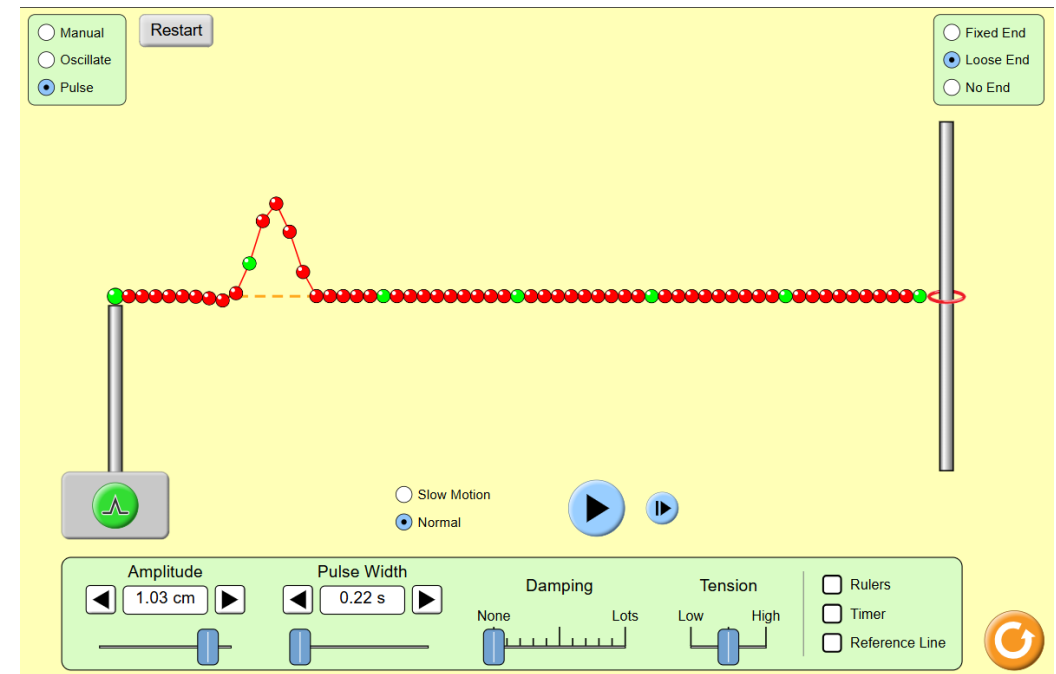 Manual
Oscillate
Pulse
Restart
Fixed End
Loose End
No End
Slow Motion
Normal
Amplitude
1.03 cm
Pulse Width
0.22 s
Damping
None
Lots
Tension
Low
High
Rulers
Timer
Reference Line